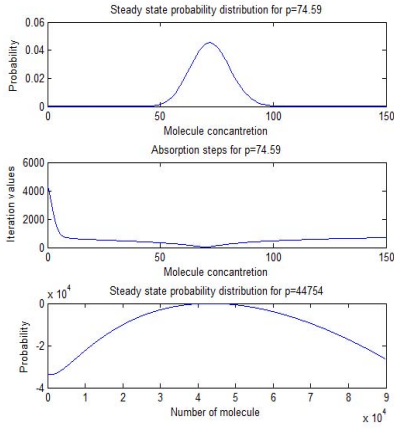 Steady state probability distribution for p=74.59
0.06
0.04
0.02
0
Probability
0 50 100 150
Molecule concantretion
Absorption steps for p=74.59
6000
4000
2000
0
Iteration values
0 50 100 150
Molecule concantretion
Steady state probability distribution for p=44754
x 10^4
0
-2
-4
Probability
0 1 2 3 4 5 6 7 8 9
x 10^4
Number of molecule